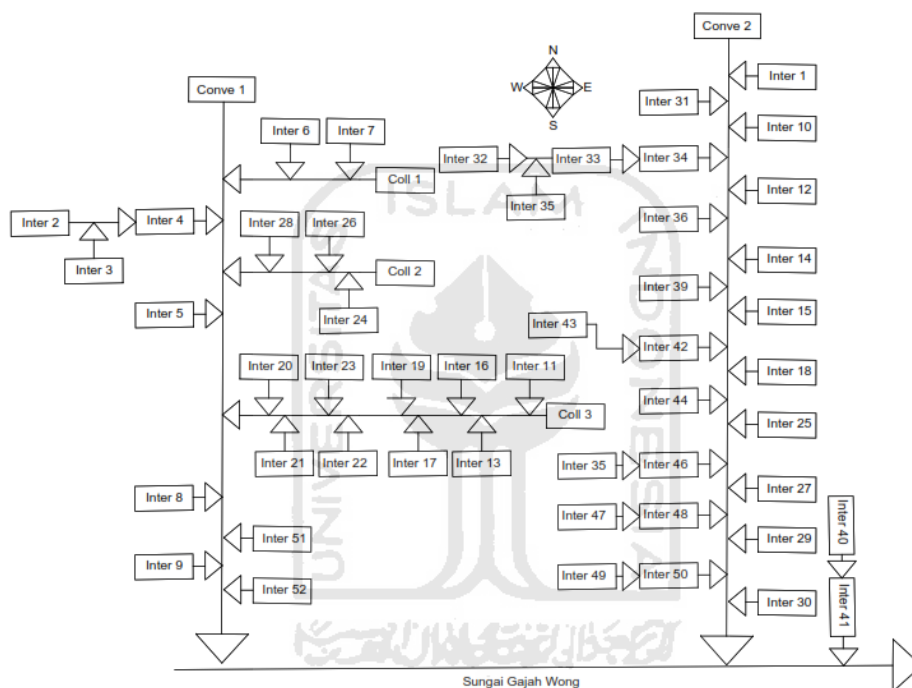 Conve 2
N
W
E
S
Conve 1
Inter 1
Inter 31
Inter 10
Inter 6
Inter 7
Inter 32
Inter 33
Inter 34
Coll 1
Inter 35
Inter 12
Inter 2
Inter 4
Inter 3
Inter 28
Inter 26
Inter 36
Inter 14
Coll 2
Inter 24
Inter 39
Inter 5
Inter 15
Inter 43
Inter 42
Inter 20
Inter 23
Inter 19
Inter 16
Inter 11
Inter 18
Inter 44
Coll 3
Inter 25
Inter 21
Inter 22
Inter 17
Inter 13
Inter 35
Inter 46
Inter 8
Inter 27
Inter 47
Inter 48
Inter 51
Inter 29
Inter 40
Inter 9
Inter 49
Inter 50
Inter 52
Inter 30
Inter 41
Sungai Gajah Wong
UNIVERSITAS
ISLAM
INDONESIA